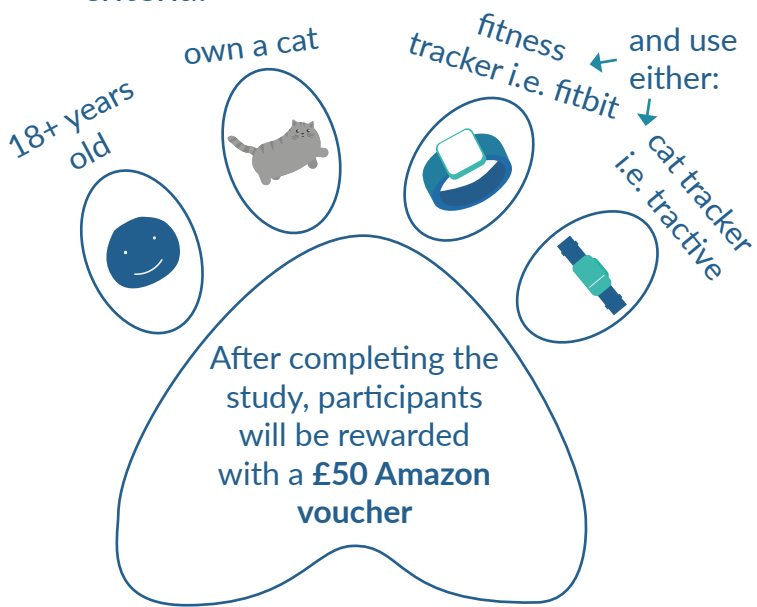 18+ years
old
own a cat
and use
either:
fitness
tracker i.e. fitbit
cat tracker
i.e. tractive
After completing the
study, participants
will be rewarded
with a £50 Amazon
voucher